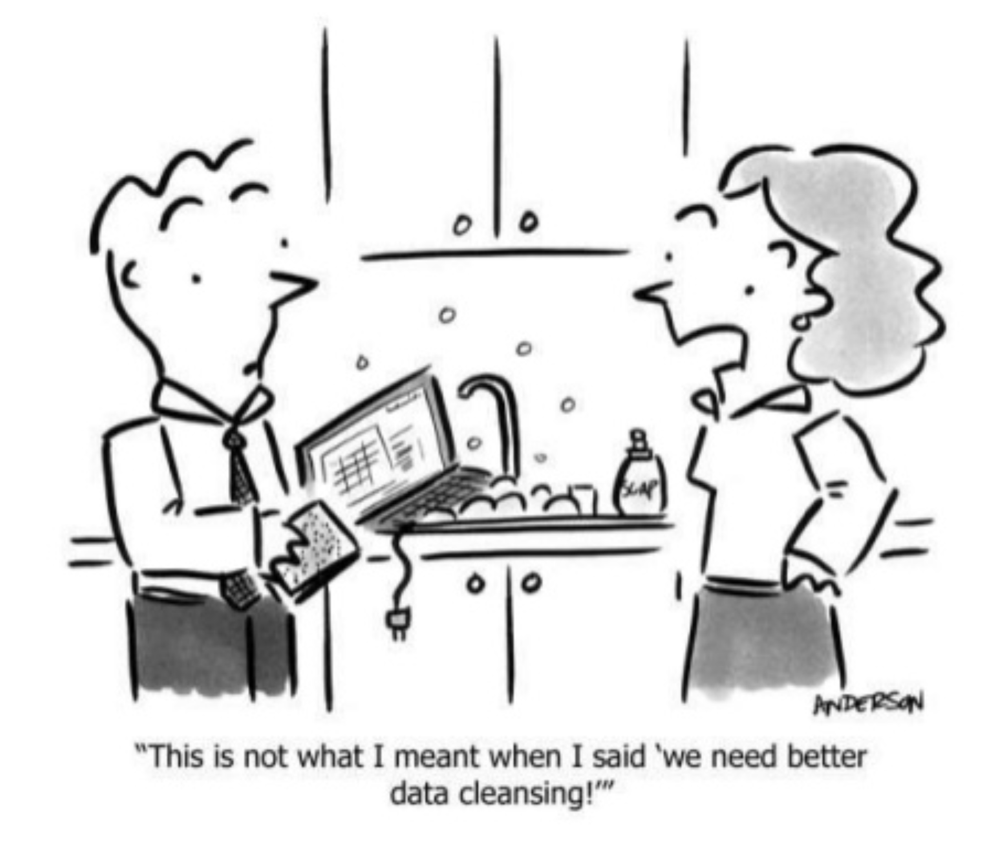 SOAP
ANDERSON
“This is not what I meant when I said ‘we need better
data cleansing!’”